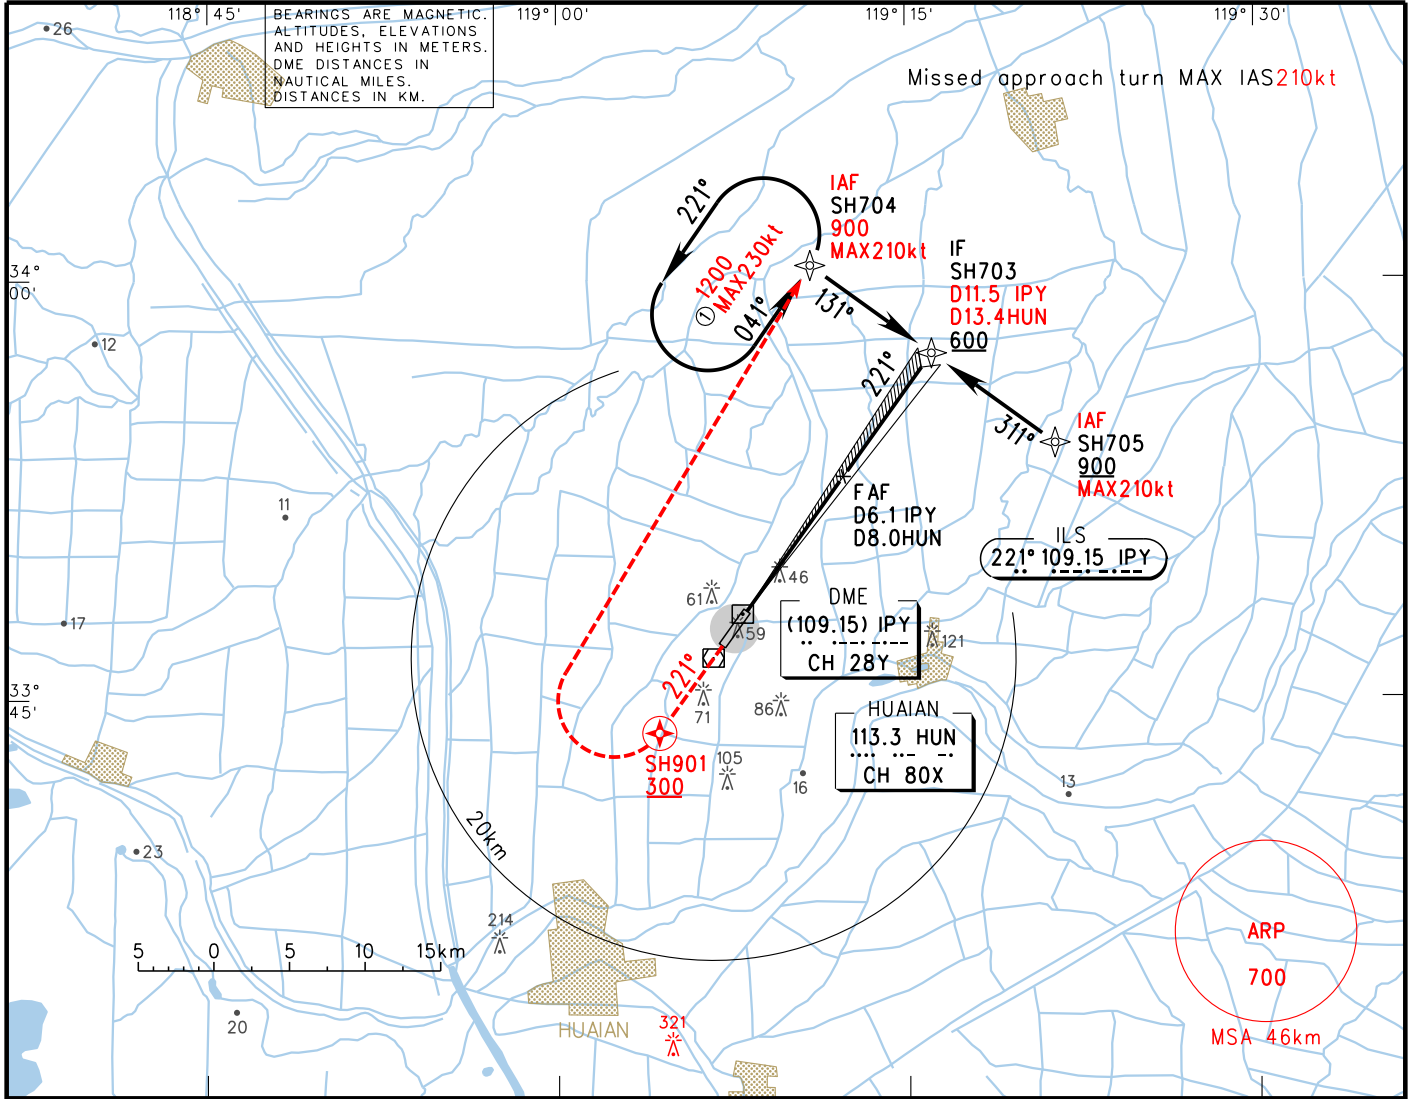 118°45'
119°00'
119°15'
119°30'
BEARINGS ARE MAGNETIC.
ALTITUDES, ELEVATIONS
AND HEIGHTS IN METERS.
DME DISTANCES IN
NAUTICAL MILES.
DISTANCES IN KM.
26
Missed approach turn MAX IAS210kt
IAF
SH704
900
MAX210kt
221°
1200
MAX230kt
①
041°
131°
IF
SH703
D11.5 IPY
D13.4HUN
600
34°
00'
12
221°
311°
IAF
SH705
900
MAX210kt
11
FAF
D6.1 IPY
D8.0HUN
ILS
221° 109.15 IPY
46
61
59
DME
(109.15) IPY
CH 28Y
121
17
33°
45'
221°
71
86
HUAIAN
113.3 HUN
CH 80X
SH901
300
105
16
13
20km
23
214
5 0 5 10 15km
20
HUAIAN
321
ARP
700
MSA 46km